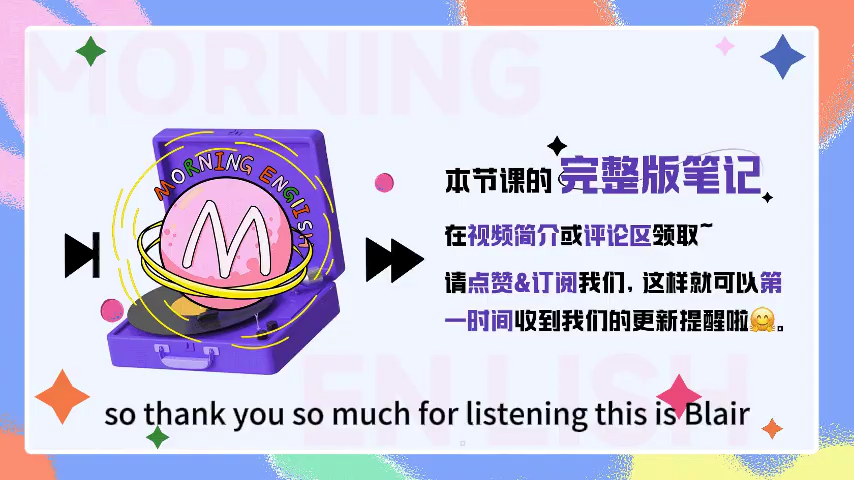 MORNING
MORNING ENGlISH
M
本节课的 完整版笔记
在视频简介或评论区领取~
请点赞&订阅我们, 这样就可以第
一时间收到我们的更新提醒啦🤗。
EN LISH
so thank you so much for listening this is Blair